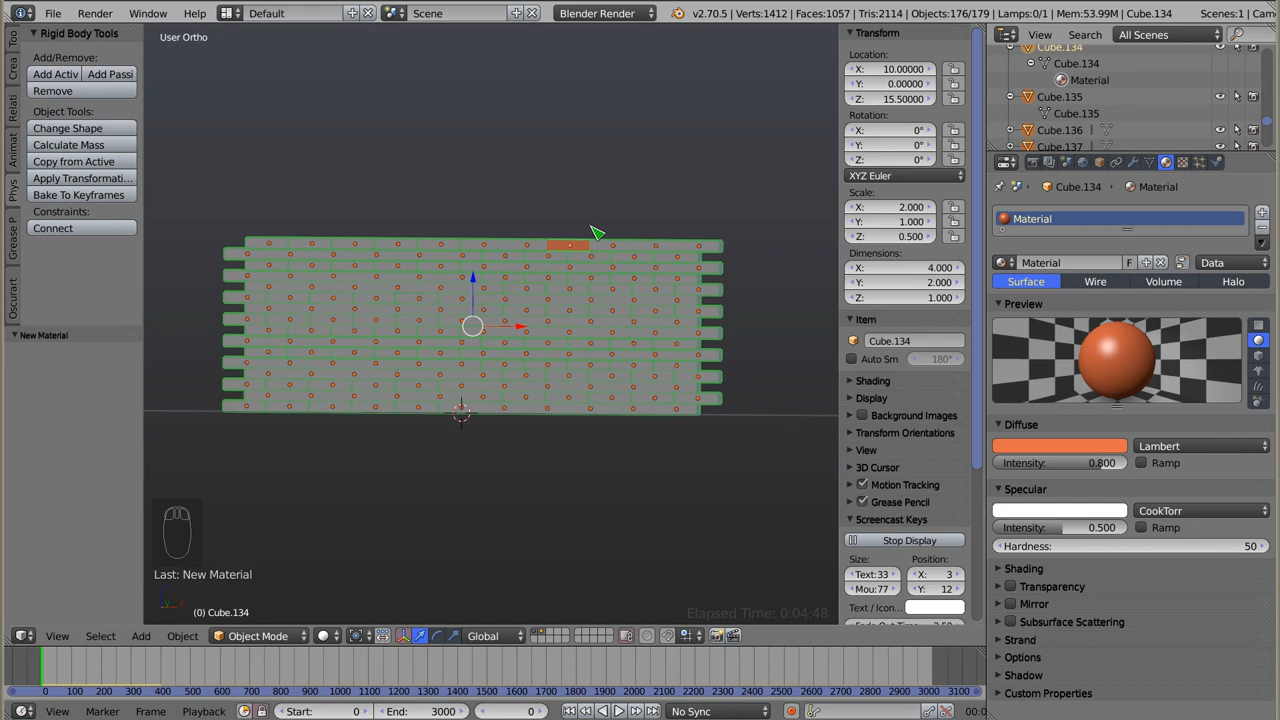 File Render Window Help Default Scene Blender Render v2.70.5 | Verts:1412 | Faces:1057 | Tris:2114 | Objects:176/179 | Lamps:0/1 | Mem:53.99M | Cube.134 Scenes:1 | Cam
Rigid Body Tools
Add/Remove:
Add Activ Add Passi
Remove
Object Tools:
Change Shape
Calculate Mass
Copy from Active
Apply Transformati...
Bake To Keyframes
Constraints:
Connect
New Material
Too
Crea
Relati
Animat
Phys
Grease P
Oscurart
User Ortho
Last: New Material
(0) Cube.134
Elapsed Time: 0:04:48
Transform
Location:
X: 10.00000
Y: 0.00000
Z: 15.50000
Rotation:
X: 0°
Y: 0°
Z: 0°
XYZ Euler
Scale:
X: 2.000
Y: 1.000
Z: 0.500
Dimensions:
X: 4.000
Y: 2.000
Z: 1.000
Item
Cube.134
Auto Sm 180°
Shading
Display
Background Images
Transform Orientations
View
3D Cursor
Motion Tracking
Grease Pencil
Screencast Keys
Stop Display
Size: Position:
Text:33 X: 3
Mou:77 Y: 12
Text / Icon...
View Search All Scenes
Cube.134
Cube.134
Material
Cube.135
Cube.135
Cube.136
Cube.137
Cube.134 Material
Material
Material F Data
Surface Wire Volume Halo
Preview
Diffuse
Lambert
Intensity: 0.800 Ramp
Specular
CookTorr
Intensity: 0.500 Ramp
Hardness: 50
Shading
Transparency
Mirror
Subsurface Scattering
Strand
Options
Shadow
Custom Properties
View Select Add Object Object Mode Global
0 100 200 300 400 500 600 700 800 900 1000 1100 1200 1300 1400 1500 1600 1700 1800 1900 2000 2100 2200 2300 2400 2500 2600 2700 2800 2900 3000 3100
View Marker Frame Playback Start: 0 End: 3000 0 No Sync 00:0